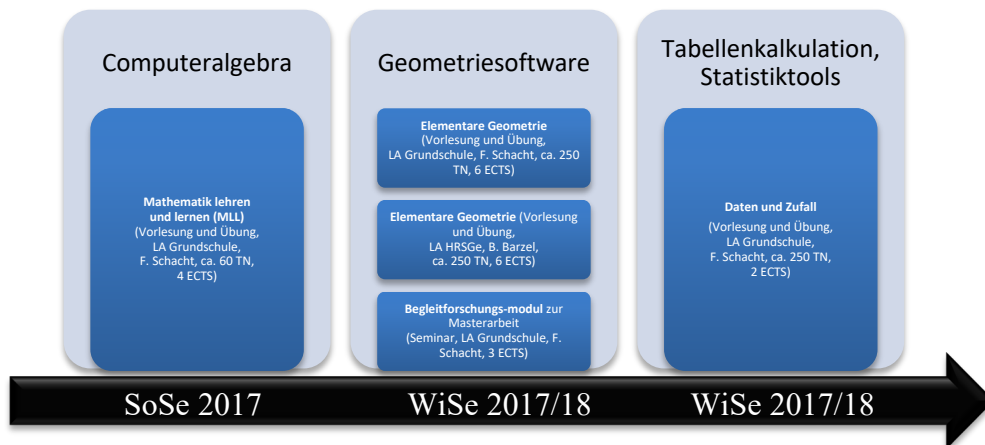 Computeralgebra
Mathematik lehren
und lernen (MLL)
(Vorlesung und Übung,
LA Grundschule,
F. Schacht, ca. 60 TN,
4 ECTS)
Geometriesoftware
Elementare Geometrie
(Vorlesung und Übung,
LA Grundschule, F. Schacht, ca. 250
TN, 6 ECTS)
Elementare Geometrie (Vorlesung
und Übung,
LA HRSGe, B. Barzel,
ca. 250 TN, 6 ECTS)
Begleitforschungs-modul zur
Masterarbeit
(Seminar, LA Grundschule, F.
Schacht, 3 ECTS)
Tabellenkalkulation,
Statistiktools
Daten und Zufall
(Vorlesung und Übung,
LA Grundschule,
F. Schacht, ca. 250 TN,
2 ECTS)
SoSe 2017
WiSe 2017/18
WiSe 2017/18